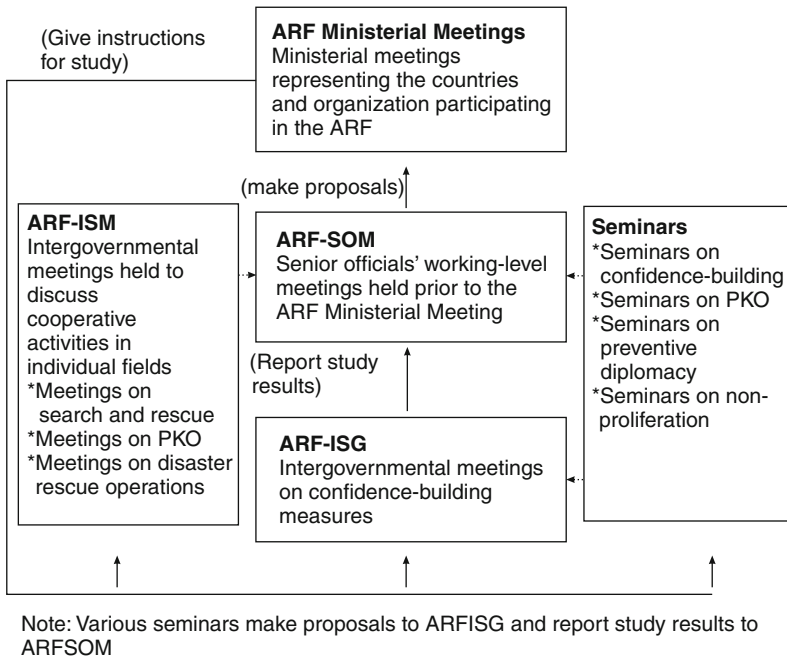 (Give instructions
for study)
ARF Ministerial Meetings
Ministerial meetings
representing the countries
and organization participating
in the ARF
(make proposals)
ARF-ISM
Intergovernmental
meetings held to
discuss
cooperative
activities in
individual fields
*Meetings on
search and rescue
*Meetings on PKO
*Meetings on disaster
rescue operations
ARF-SOM
Senior officials' working-level
meetings held prior to the
ARF Ministerial Meeting
(Report study
results)
ARF-ISG
Intergovernmental meetings
on confidence-building
measures
Seminars
*Seminars on
confidence-building
*Seminars on PKO
*Seminars on
preventive
diplomacy
*Seminars on non-
proliferation
Note: Various seminars make proposals to ARFISG and report study results to
ARFSOM